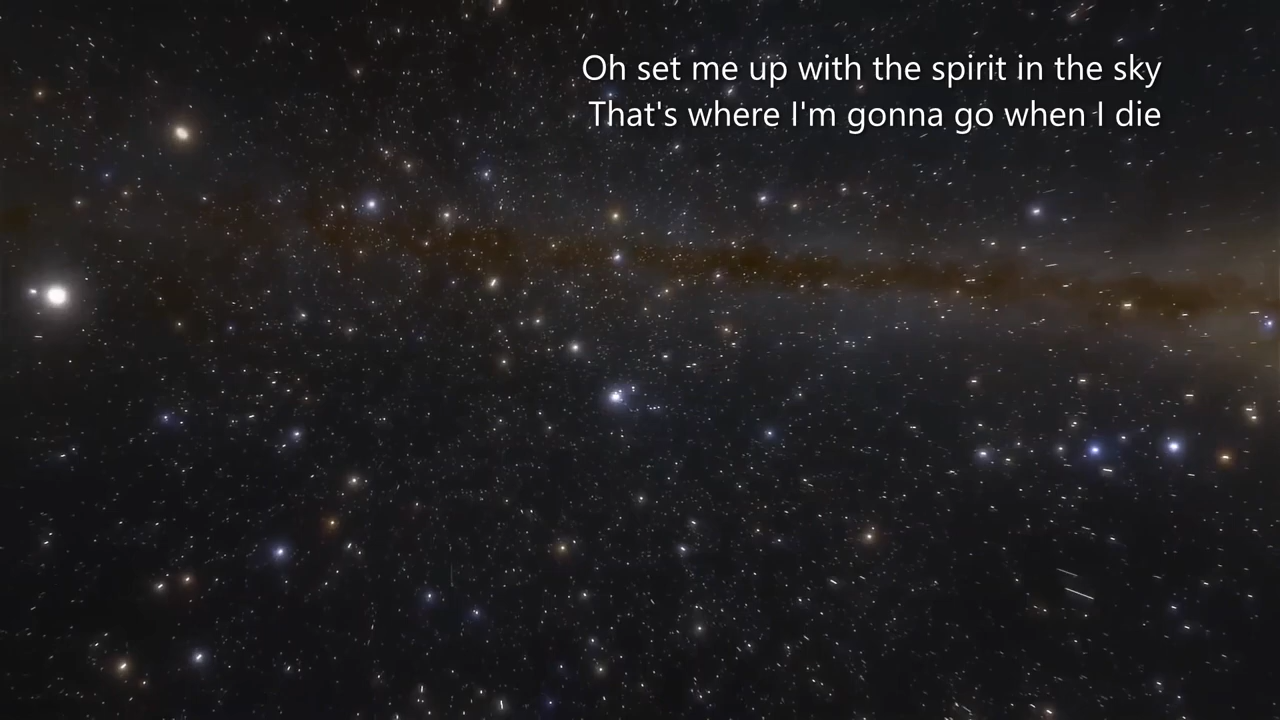 Oh set me up with the spirit in the sky
That's where I'm gonna go when I die